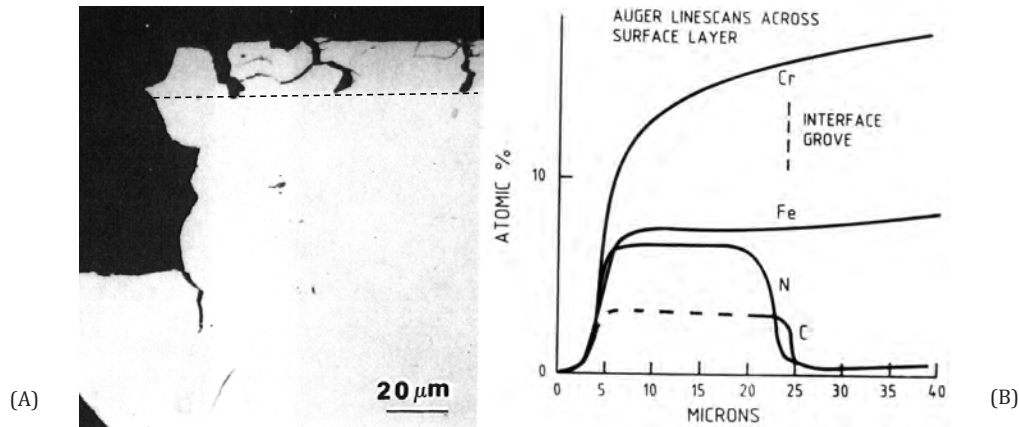 (A)
20 μm
AUGER LINESCANS ACROSS
SURFACE LAYER
Cr
INTERFACE
GROVE
10
ATOMIC %
Fe
N
C
0
0 5 10 15 20 25 30 35 40
MICRONS
(B)